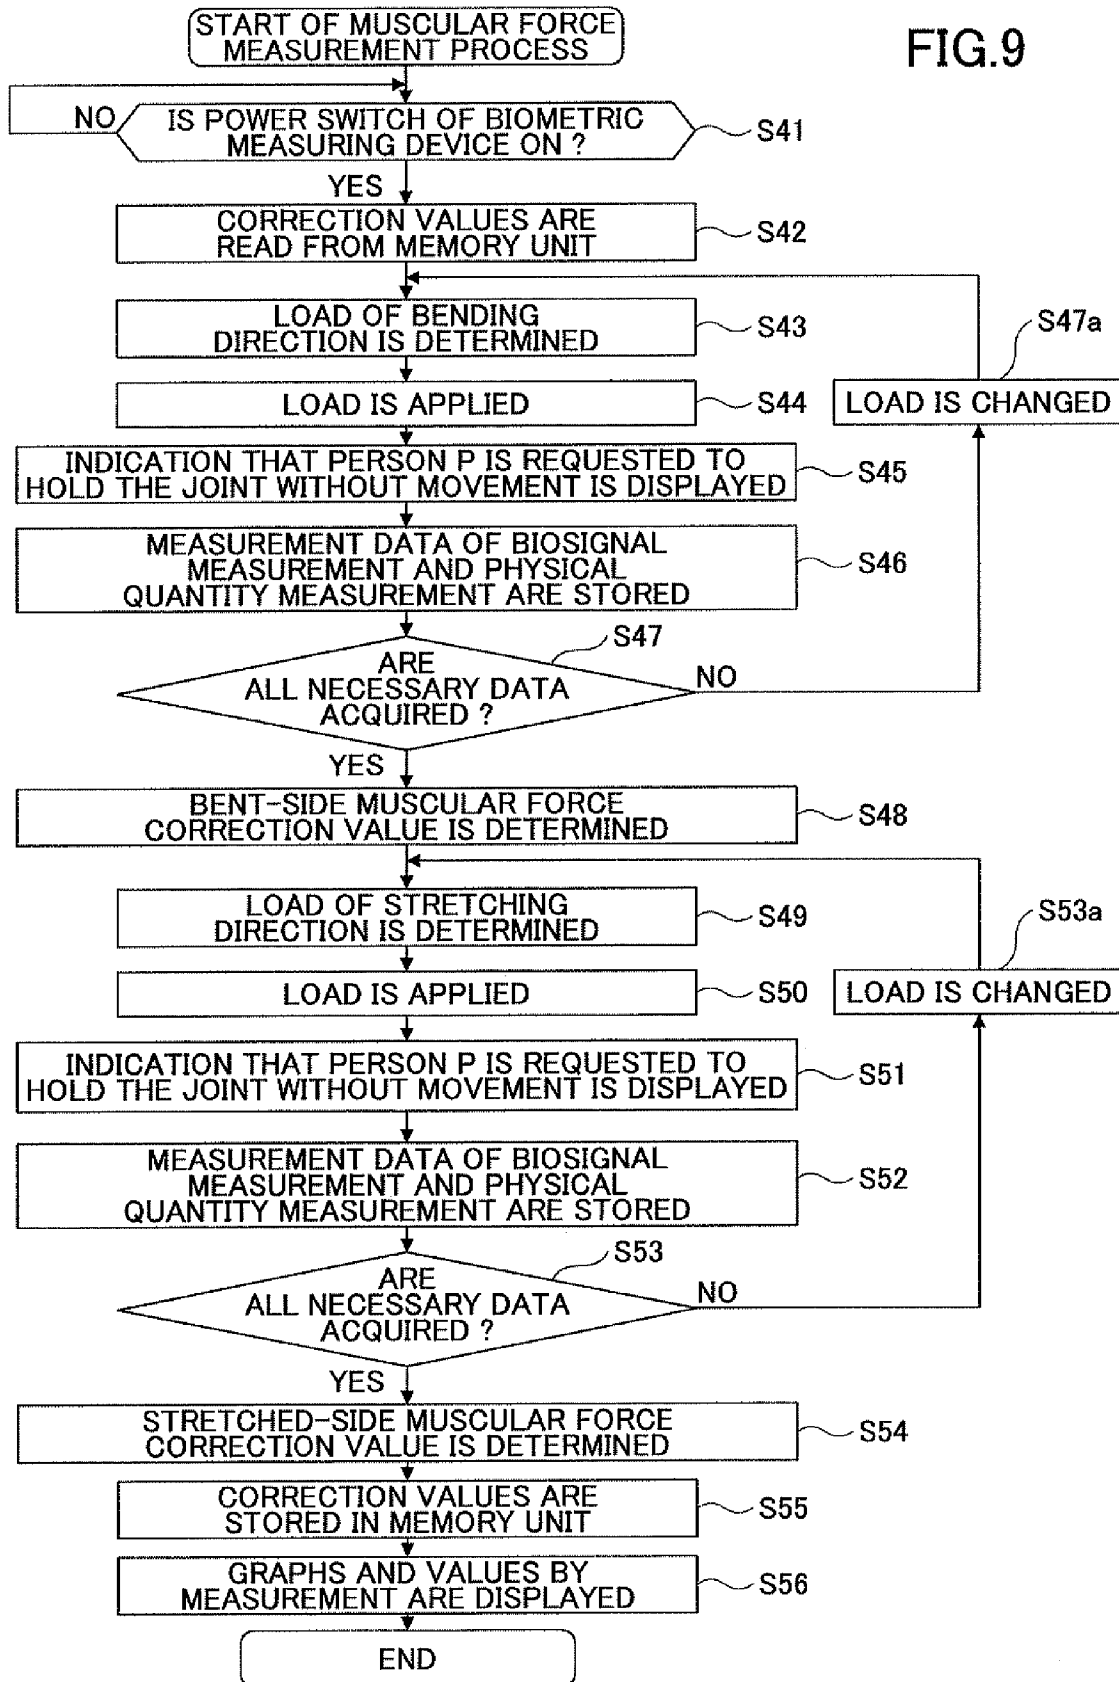 START OF MUSCULAR FORCE
MEASUREMENT PROCESS
FIG.9
NO
IS POWER SWITCH OF BIOMETRIC
MEASURING DEVICE ON ?
S41
YES
CORRECTION VALUES ARE
READ FROM MEMORY UNIT
S42
LOAD OF BENDING
DIRECTION IS DETERMINED
S43
S47a
LOAD IS APPLIED
S44
LOAD IS CHANGED
INDICATION THAT PERSON P IS REQUESTED TO
HOLD THE JOINT WITHOUT MOVEMENT IS DISPLAYED
S45
MEASUREMENT DATA OF BIOSIGNAL
MEASUREMENT AND PHYSICAL
QUANTITY MEASUREMENT ARE STORED
S46
S47
ARE
ALL NECESSARY DATA
ACQUIRED ?
NO
YES
BENT-SIDE MUSCULAR FORCE
CORRECTION VALUE IS DETERMINED
S48
LOAD OF STRETCHING
DIRECTION IS DETERMINED
S49
S53a
LOAD IS APPLIED
S50
LOAD IS CHANGED
INDICATION THAT PERSON P IS REQUESTED TO
HOLD THE JOINT WITHOUT MOVEMENT IS DISPLAYED
S51
MEASUREMENT DATA OF BIOSIGNAL
MEASUREMENT AND PHYSICAL
QUANTITY MEASUREMENT ARE STORED
S52
S53
ARE
ALL NECESSARY DATA
ACQUIRED ?
NO
YES
STRETCHED-SIDE MUSCULAR FORCE
CORRECTION VALUE IS DETERMINED
S54
CORRECTION VALUES ARE
STORED IN MEMORY UNIT
S55
GRAPHS AND VALUES BY
MEASUREMENT ARE DISPLAYED
S56
END